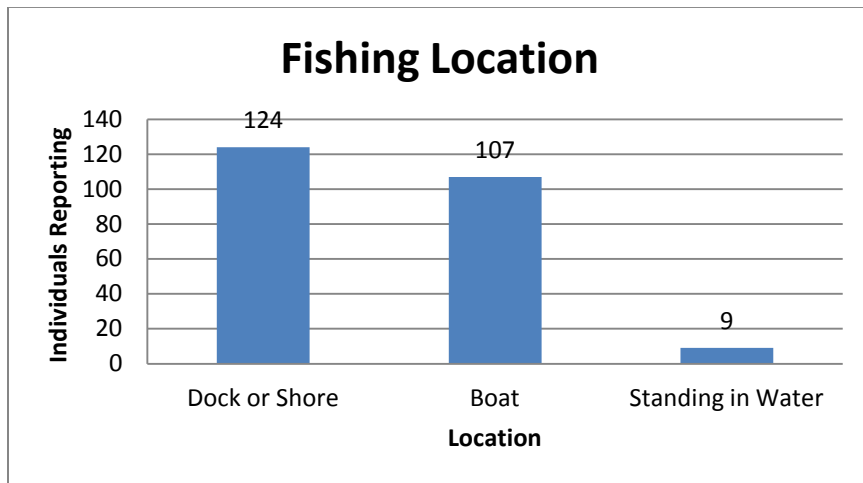 Fishing Location
Individuals Reporting
140
120
100
80
60
40
20
0
124
107
9
Dock or Shore
Boat
Standing in Water
Location